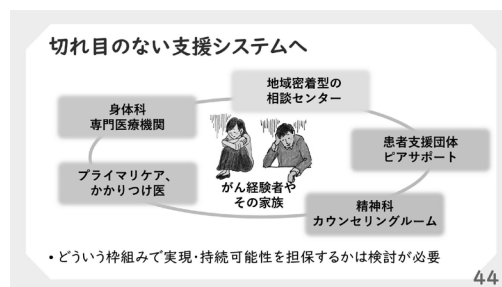 切れ目のない支援システムへ
地域密着型の
相談センター
身体科
専門医療機関
患者支援団体
ピアサポート
プライマリケア、
かかりつけ医
がん経験者や
その家族
精神科
カウンセリングルーム
• どういう枠組みで実現・持続可能性を担保するかは検討が必要
44